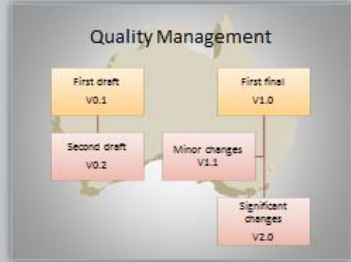 Quality Management
First draft
V0.1
First final
V1.0
Second draft
V0.2
Minor changes
V1.1
Significant
changes
V2.0